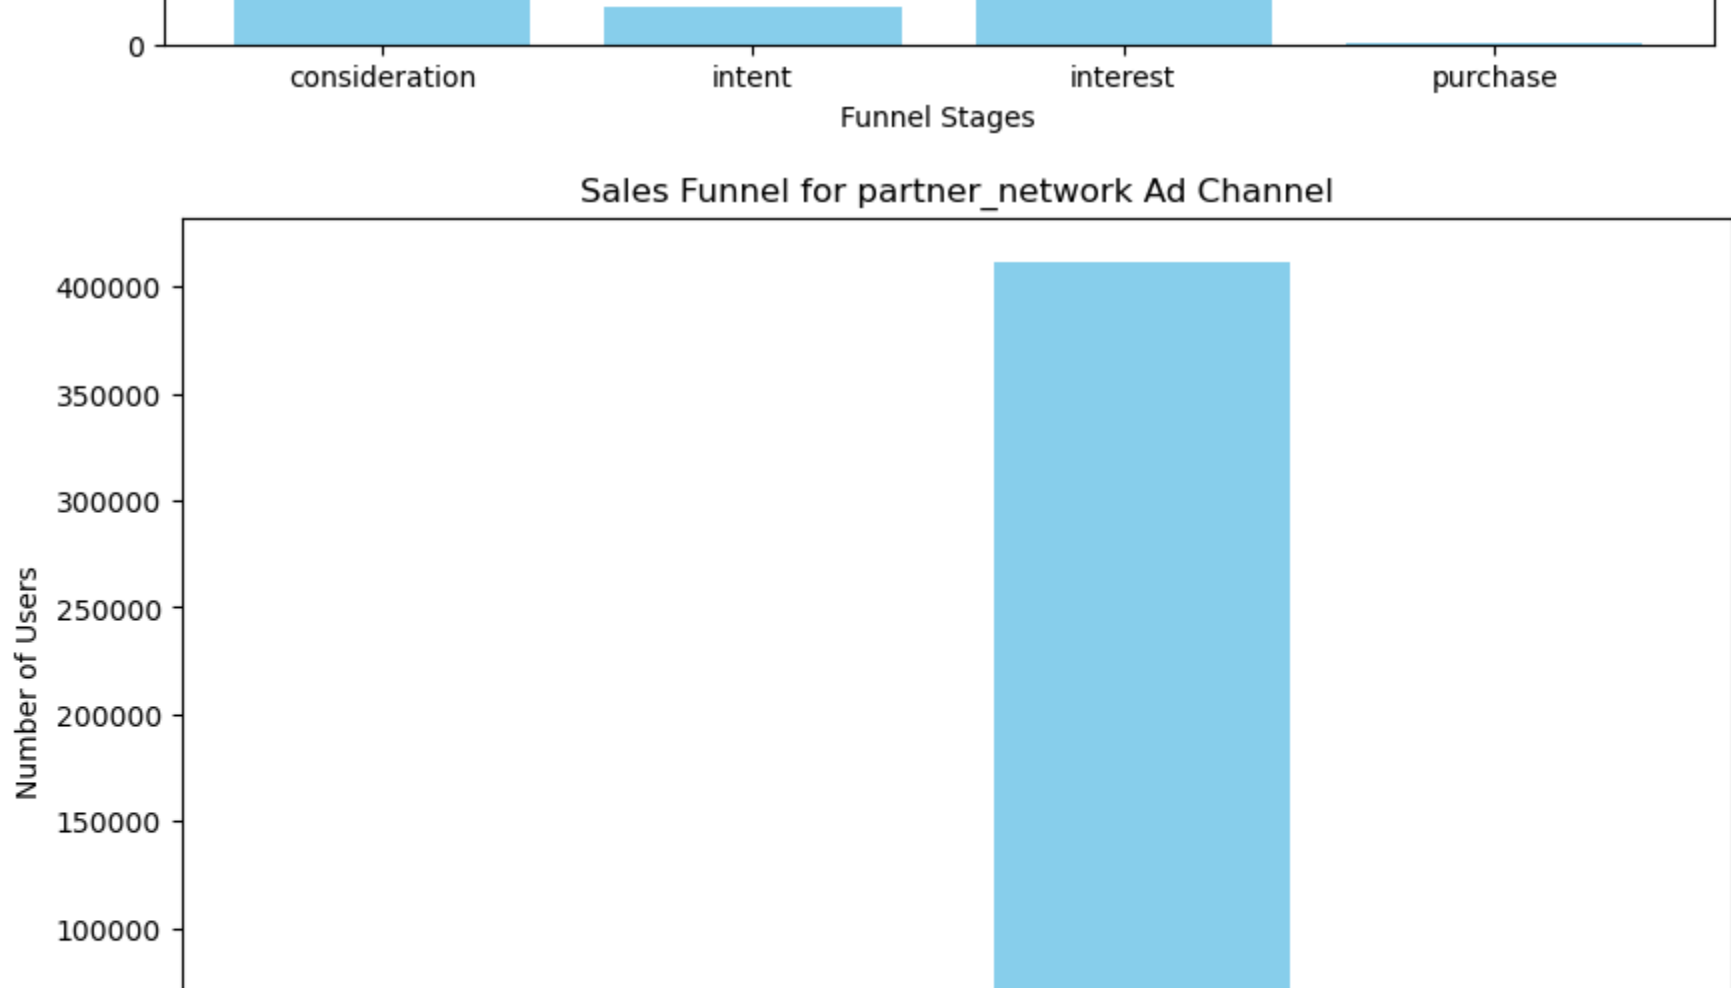 0
consideration intent interest purchase
Funnel Stages
Sales Funnel for partner_network Ad Channel
400000
350000
300000
250000
200000
150000
100000
Number of Users